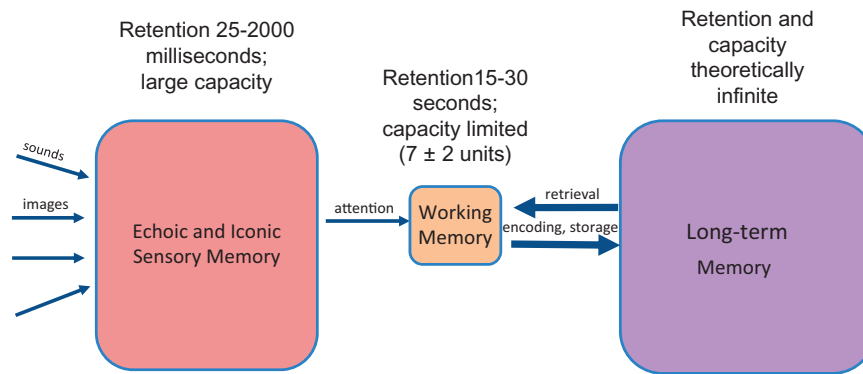 Retention 25-2000
milliseconds;
large capacity
Retention15-30
seconds;
capacity limited
(7 ± 2 units)
Retention and
capacity
theoretically
infinite
sounds
images
Echoic and Iconic
Sensory Memory
attention
Working
Memory
retrieval
encoding, storage
Long-term
Memory